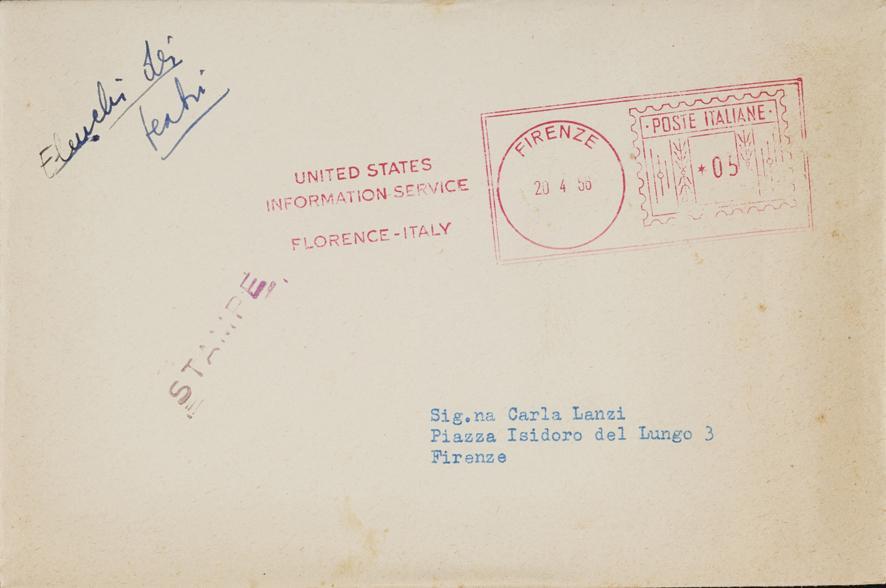 Elenchi dei
teatri
UNITED STATES
INFORMATION SERVICE
FLORENCE-ITALY
FIRENZE
20 4 56
·POSTE ITALIANE·
*05
STAMPE
Sig.na Carla Lanzi
Piazza Isidoro del Lungo 3
Firenze